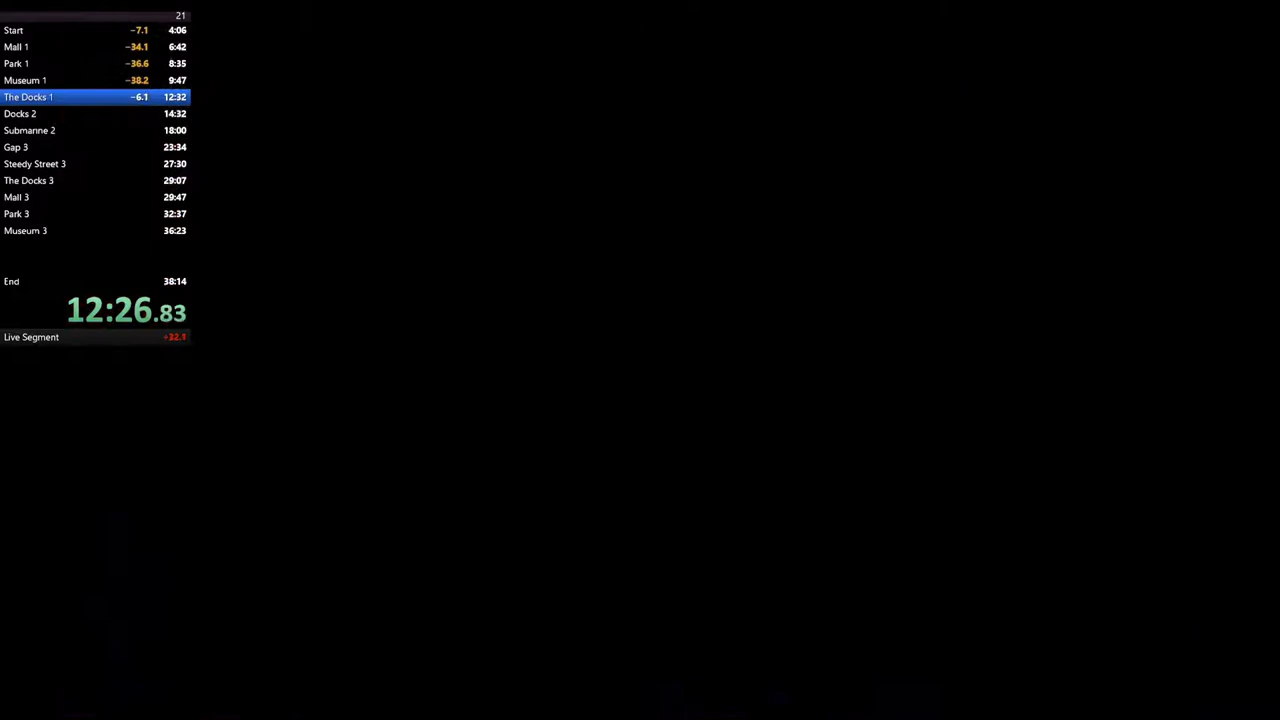 21
Start −7.1 4:06
Mall 1 −34.1 6:42
Park 1 −36.6 8:35
Museum 1 −38.2 9:47
The Docks 1 −6.1 12:32
Docks 2 14:32
Submarine 2 18:00
Gap 3 23:34
Steedy Street 3 27:30
The Docks 3 29:07
Mall 3 29:47
Park 3 32:37
Museum 3 36:23
End 38:14
12:26.83
Live Segment +32.1